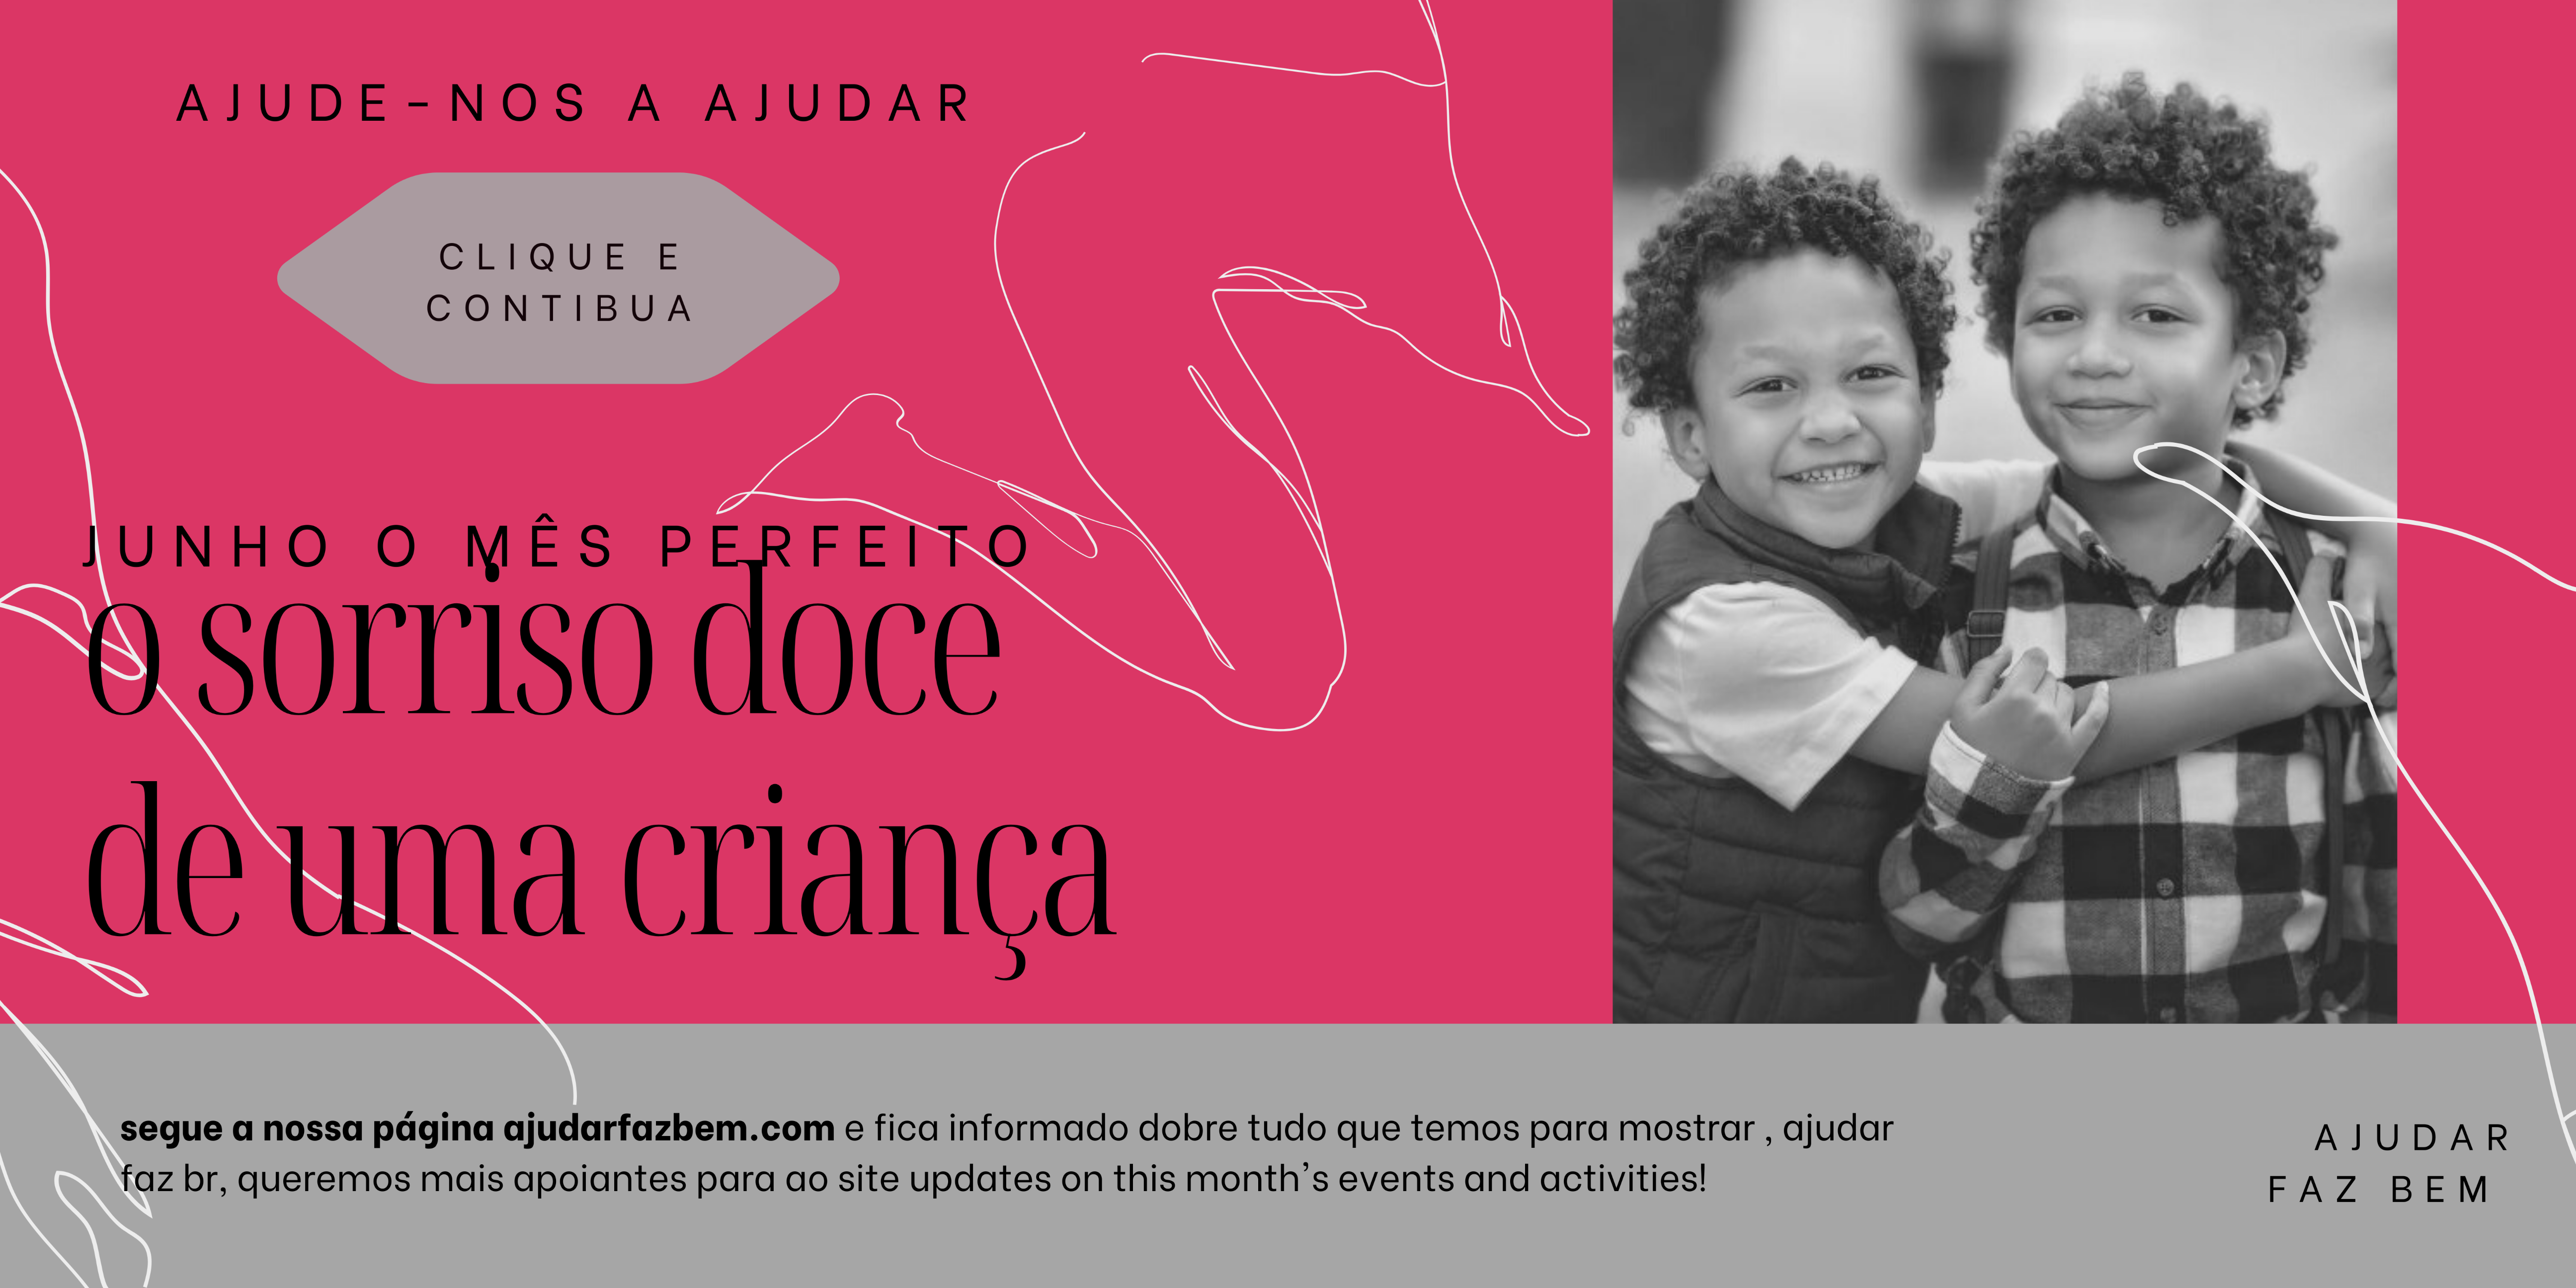 AJUDE-NOS A AJUDAR
CLIQUE E
CONTIBUA
JUNHO O MÊS PERFEITO
o sorriso doce
de uma criança
segue a nossa página ajudarfazbem.com e fica informado dobre tudo que temos para mostrar , ajudar
faz br, queremos mais apoiantes para ao site updates on this month's events and activities!
AJUDAR
FAZ BEM